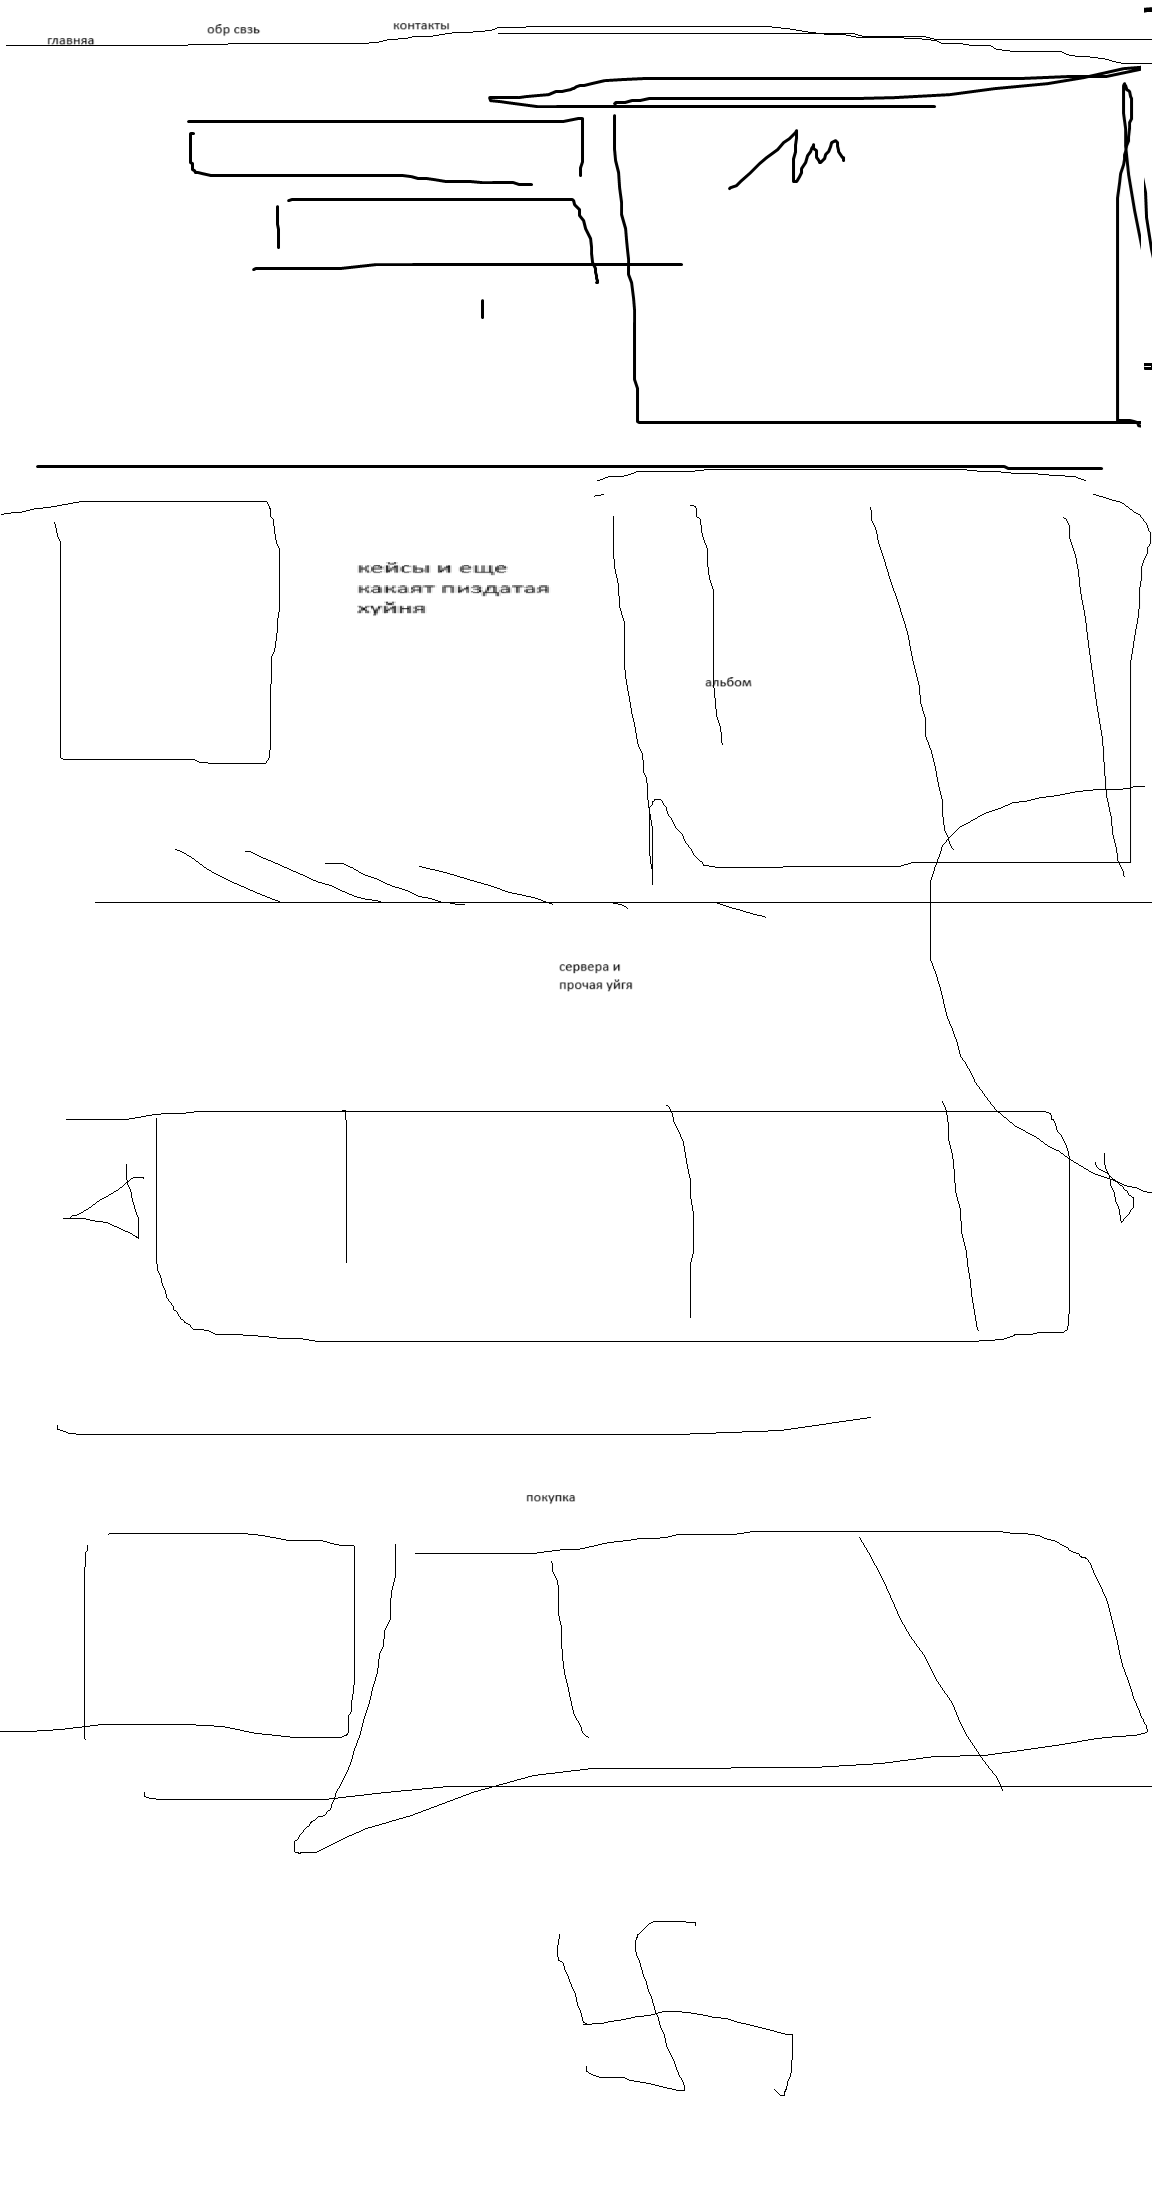 главняа
обр свзь
контакты
кейсы и еще
какаят пиздатая
хуйня
альбом
сервера и
прочая уйгя
покупка